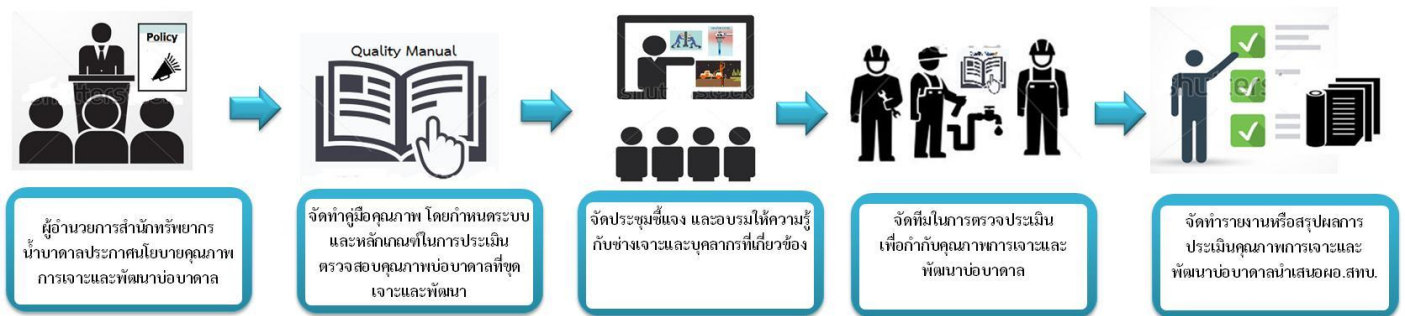 Policy
Quality Manual
ผู้อำนวยการสำนักทรัพยากร
น้ำบาดาลประกาศนโยบายคุณภาพ
การเจาะและพัฒนาบ่อบาดาล
จัดทำคู่มือคุณภาพ โดยกำหนดระบบ
และหลักเกณฑ์ในการประเมิน
ตรวจสอบคุณภาพบ่อบาดาลที่ขุด
เจาะและพัฒนา
จัดประชุมชี้แจง และอบรมให้ความรู้
กับช่างเจาะและบุคลากรที่เกี่ยวข้อง
จัดทีมในการตรวจประเมิน
เพื่อกำกับคุณภาพการเจาะและ
พัฒนาบ่อบาดาล
จัดทำรายงานหรือสรุปผลการ
ประเมินคุณภาพการเจาะและ
พัฒนาบ่อบาดาลนำเสนอผอ.สทบ.